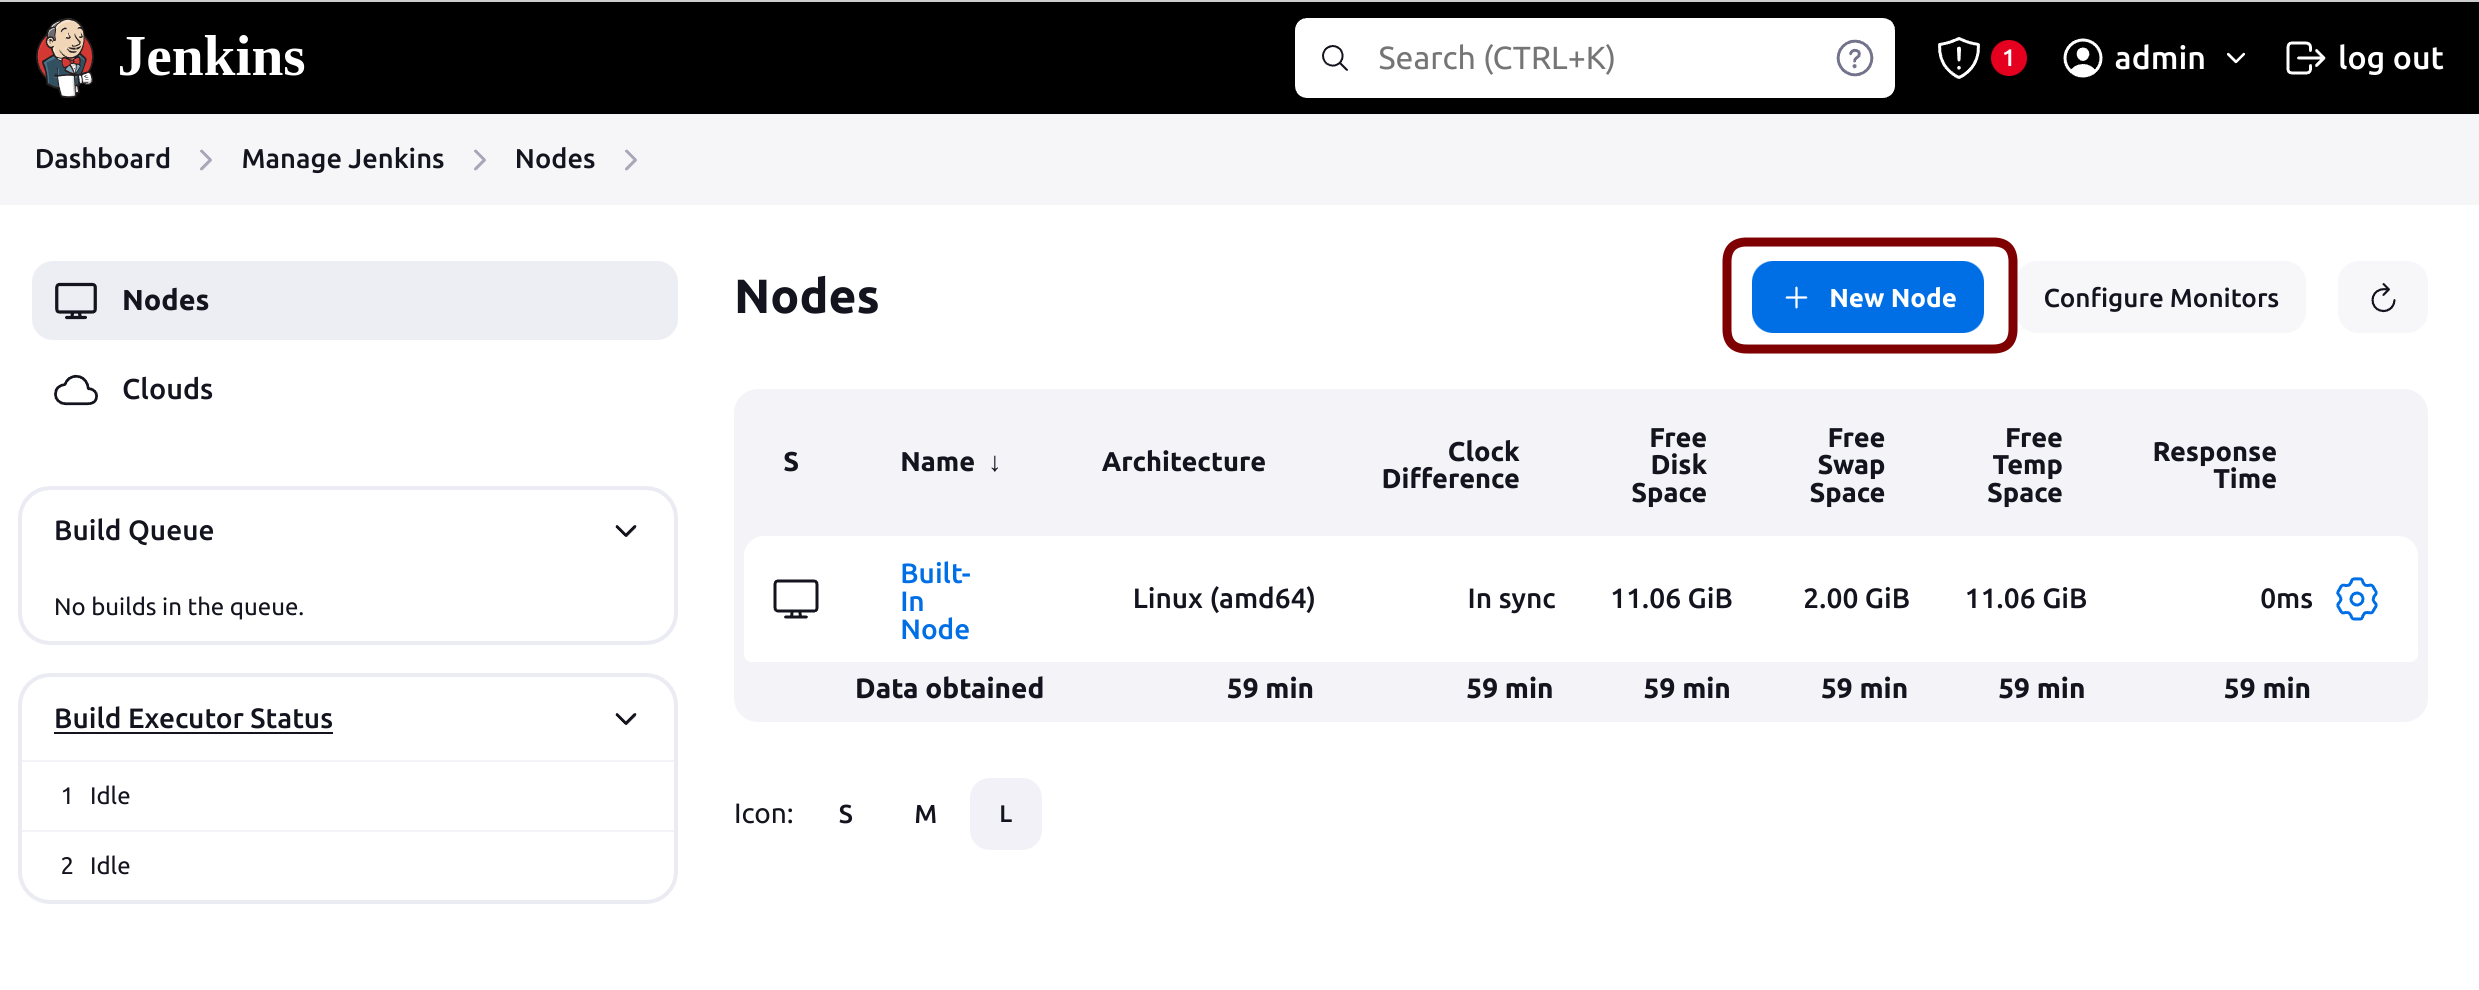 Jenkins
Search (CTRL+K)
?
1
admin
log out
Dashboard
Manage Jenkins
Nodes
Nodes
Clouds
Build Queue
No builds in the queue.
Build Executor Status
1 Idle
2 Idle
Nodes
+ New Node
Configure Monitors
S Name ↓ Architecture Clock Difference Free Disk Space Free Swap Space Free Temp Space Response Time
Built-
In
Node
Linux (amd64) In sync 11.06 GiB 2.00 GiB 11.06 GiB 0ms
Data obtained 59 min 59 min 59 min 59 min 59 min 59 min
Icon: S M L